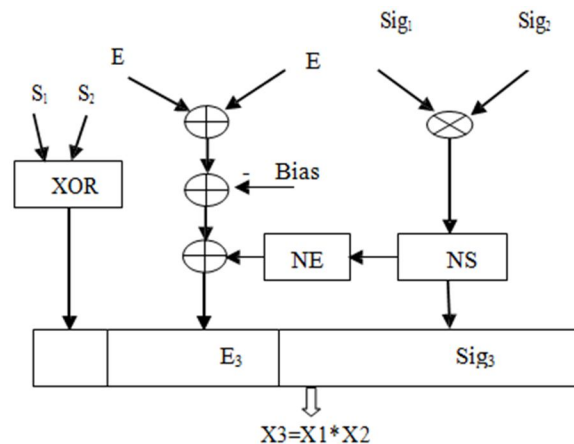 Sig₁ Sig₂
E E
S₁ S₂
- Bias
XOR
NE NS
E₃ Sig₃
X3=X1*X2